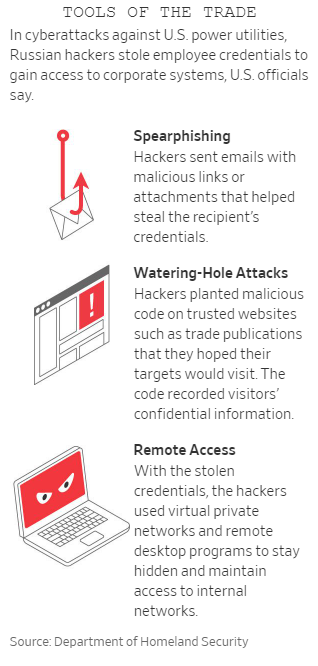 TOOLS OF THE TRADE
In cyberattacks against U.S. power utilities,
Russian hackers stole employee credentials to
gain access to corporate systems, U.S. officials
say.
Spearphishing
Hackers sent emails with
malicious links or
attachments that helped
steal the recipient's
credentials.
Watering-Hole Attacks
Hackers planted malicious
code on trusted websites
such as trade publications
that they hoped their
targets would visit. The
code recorded visitors'
confidential information.
Remote Access
With the stolen
credentials, the hackers
used virtual private
networks and remote
desktop programs to stay
hidden and maintain
access to internal
networks.
Source: Department of Homeland Security